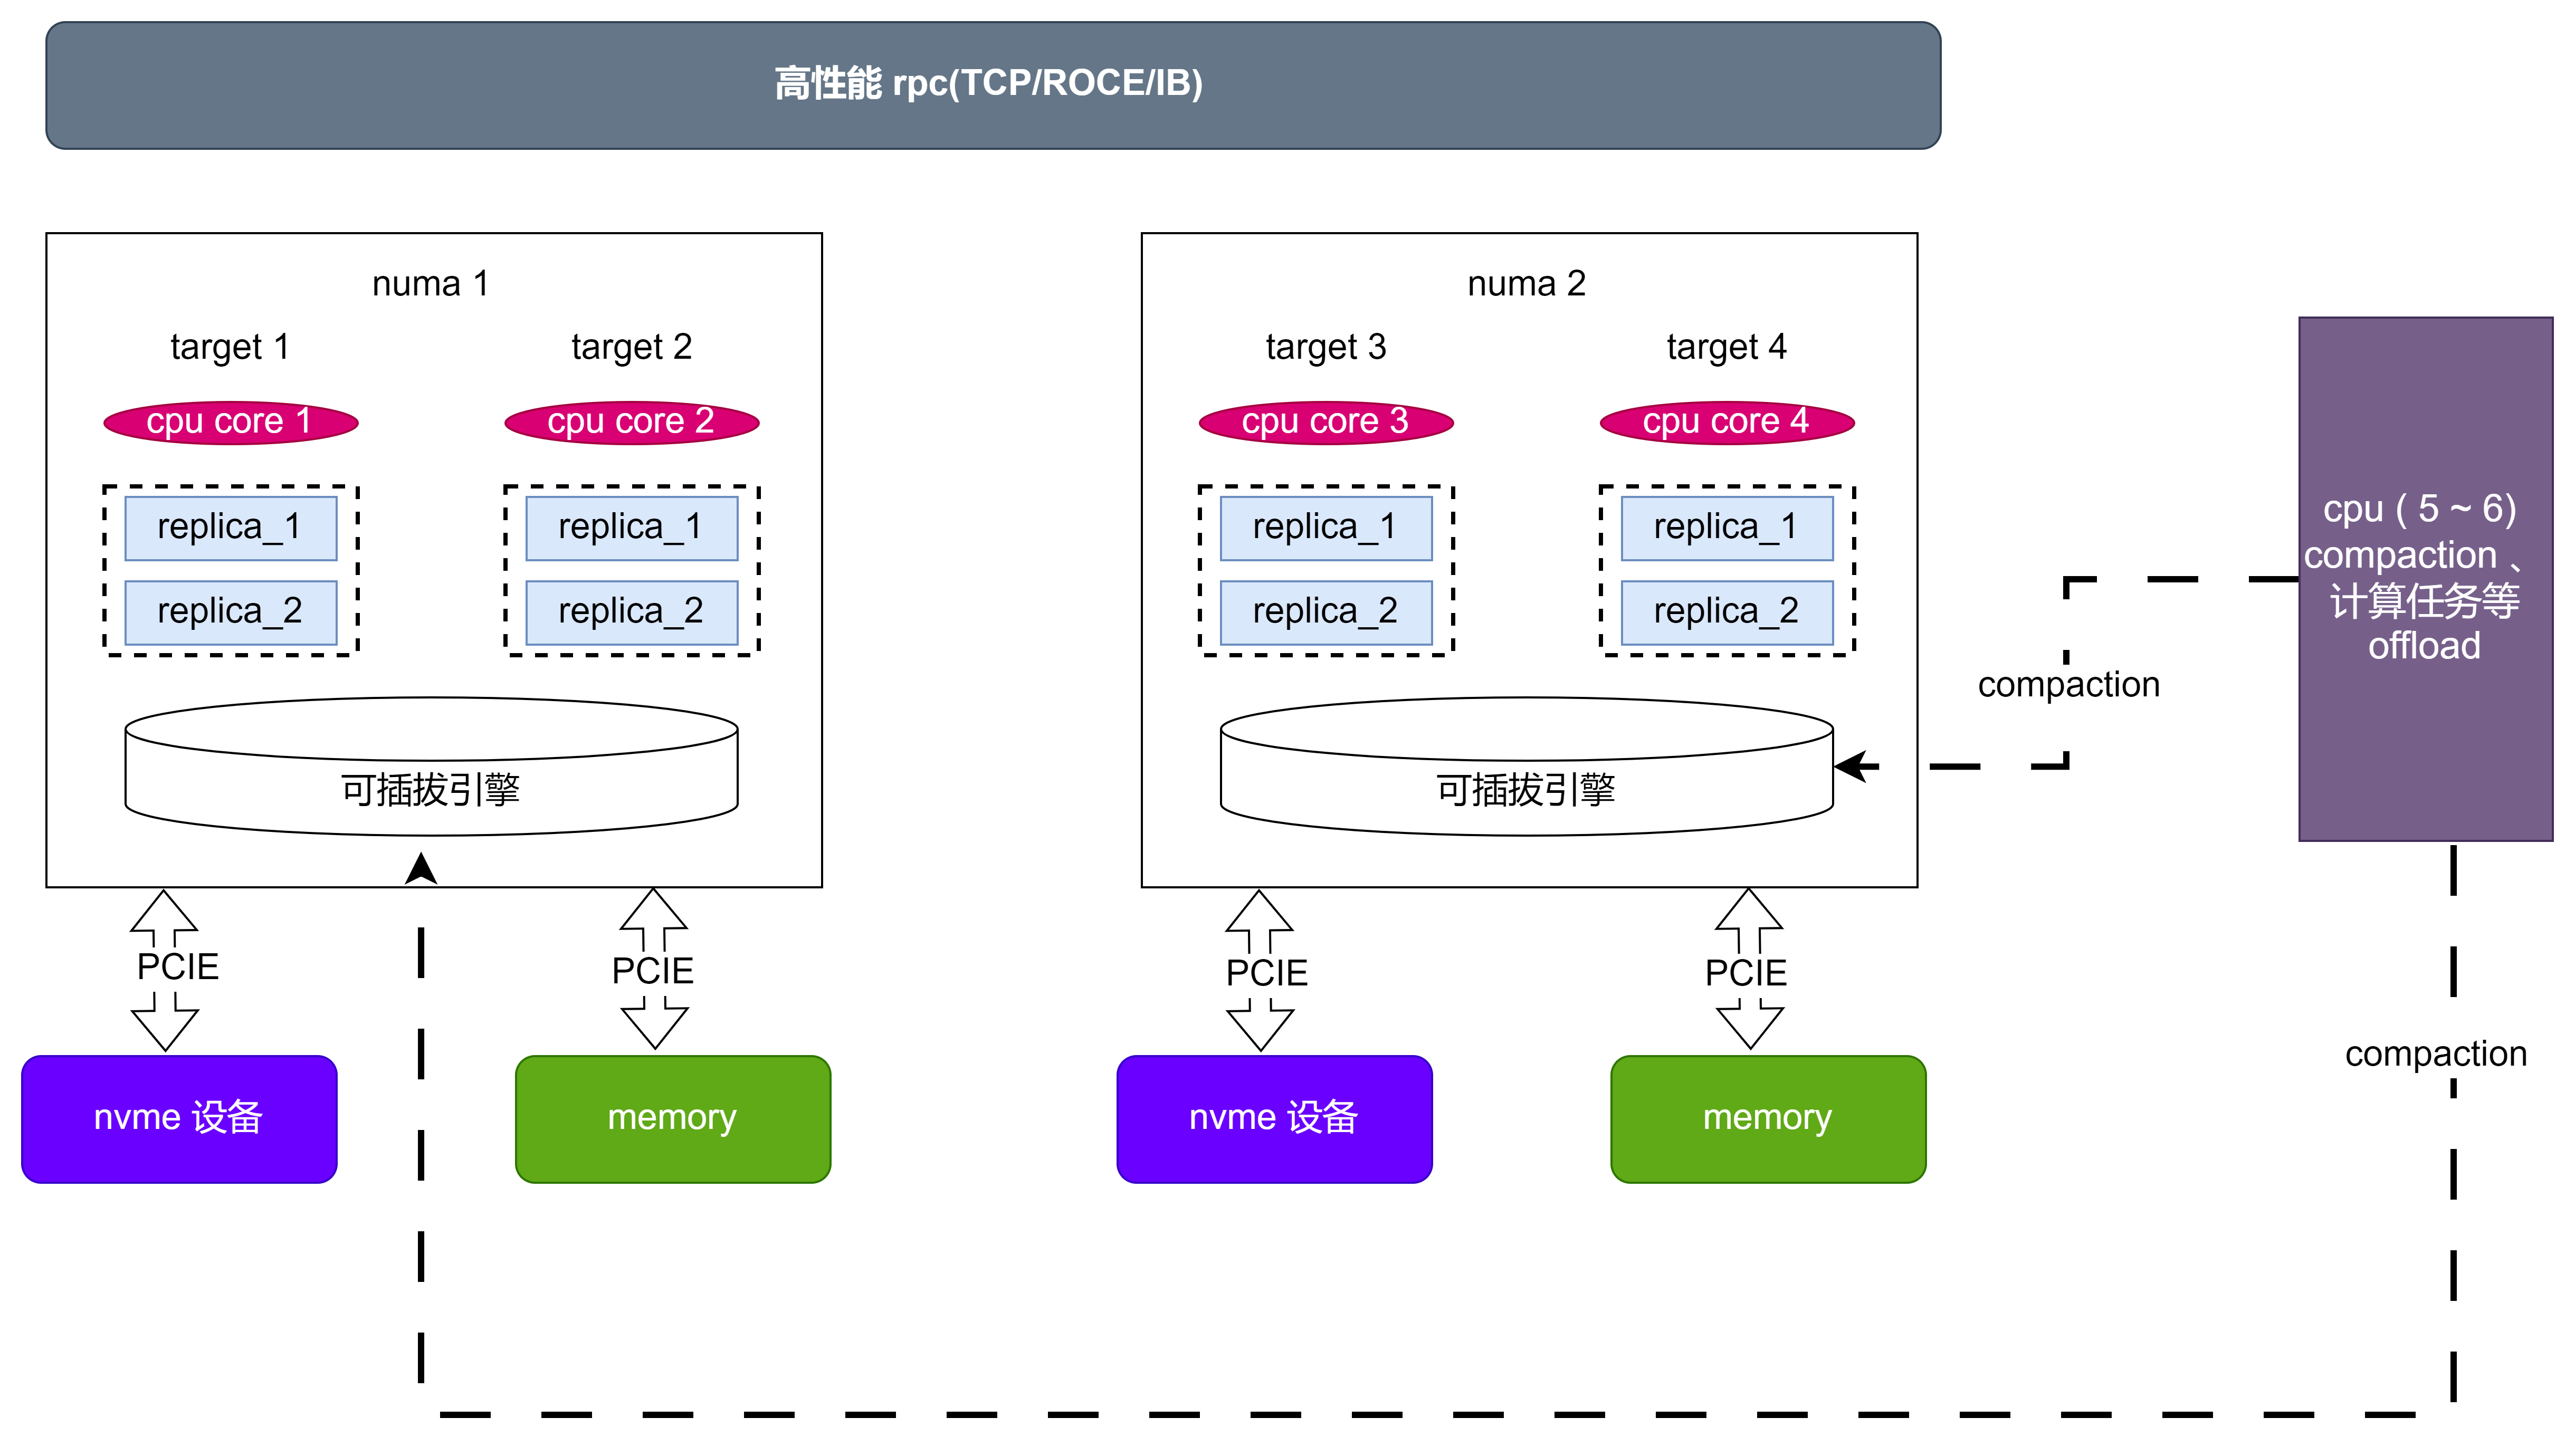 高性能 rpc(TCP/ROCE/IB)
numa 1
target 1
target 2
cpu core 1
cpu core 2
replica_1
replica_1
replica_2
replica_2
可插拔引擎
PCIE
PCIE
nvme 设备
memory
numa 2
target 3
target 4
cpu core 3
cpu core 4
replica_1
replica_1
replica_2
replica_2
可插拔引擎
PCIE
PCIE
nvme 设备
memory
cpu ( 5 ~ 6)
compaction 、
计算任务等
offload
compaction
compaction